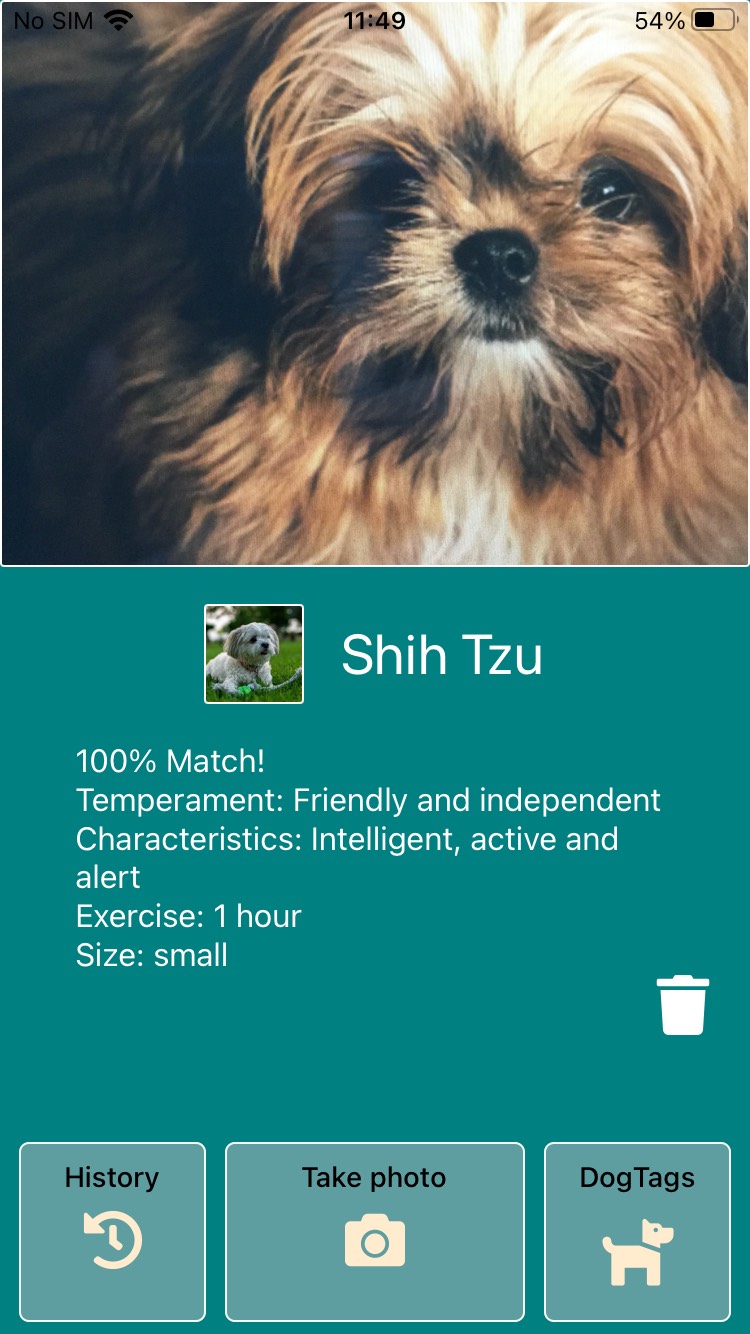 No SIM 11:49 54%
Shih Tzu
100% Match!
Temperament: Friendly and independent
Characteristics: Intelligent, active and
alert
Exercise: 1 hour
Size: small
History Take photo DogTags